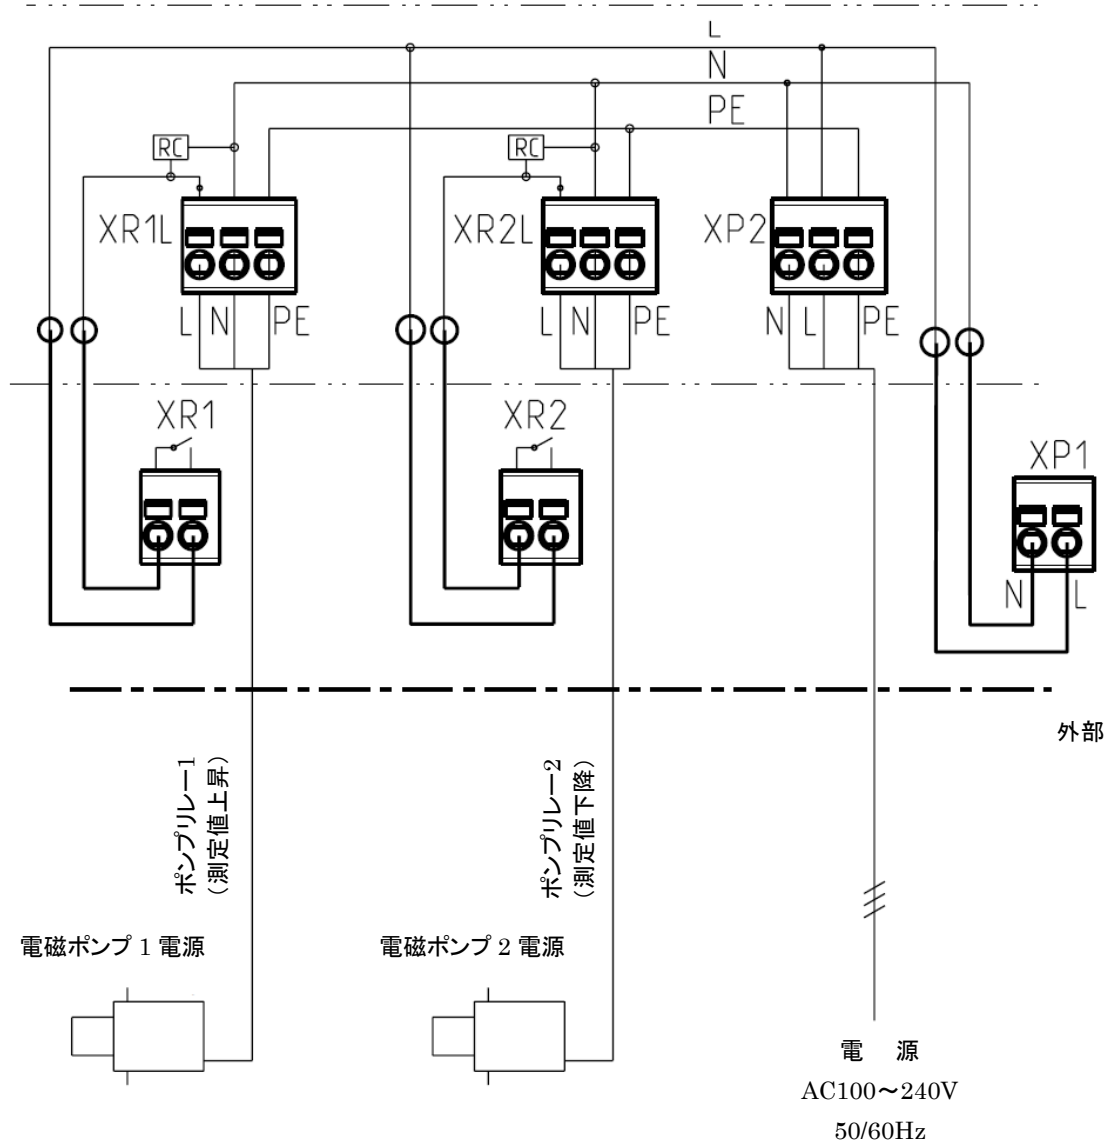 L
N
PE
RC
RC
XR1L
XR2L
XP2
L N PE
L N PE
N L PE
XR1
XR2
XP1
N L
外部
ポンプリレー1
(測定値上昇)
ポンプリレー2
(測定値下降)
電磁ポンプ 1 電源
電磁ポンプ 2 電源
電 源
AC100～240V
50/60Hz